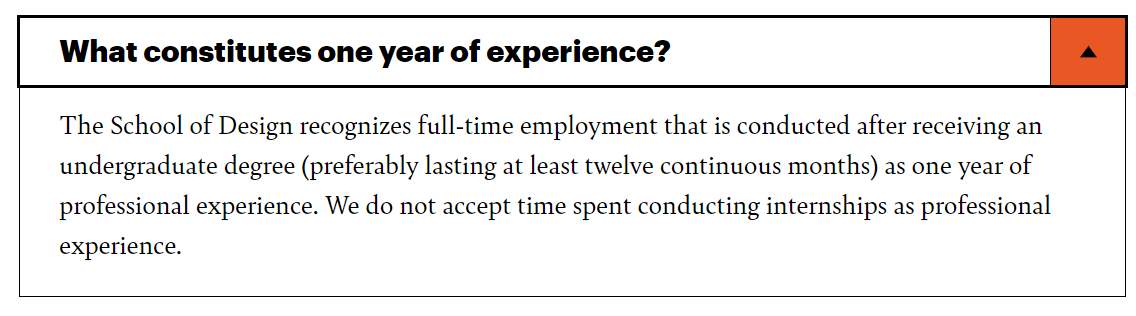 What constitutes one year of experience?
The School of Design recognizes full-time employment that is conducted after receiving an
undergraduate degree (preferably lasting at least twelve continuous months) as one year of
professional experience. We do not accept time spent conducting internships as professional
experience.